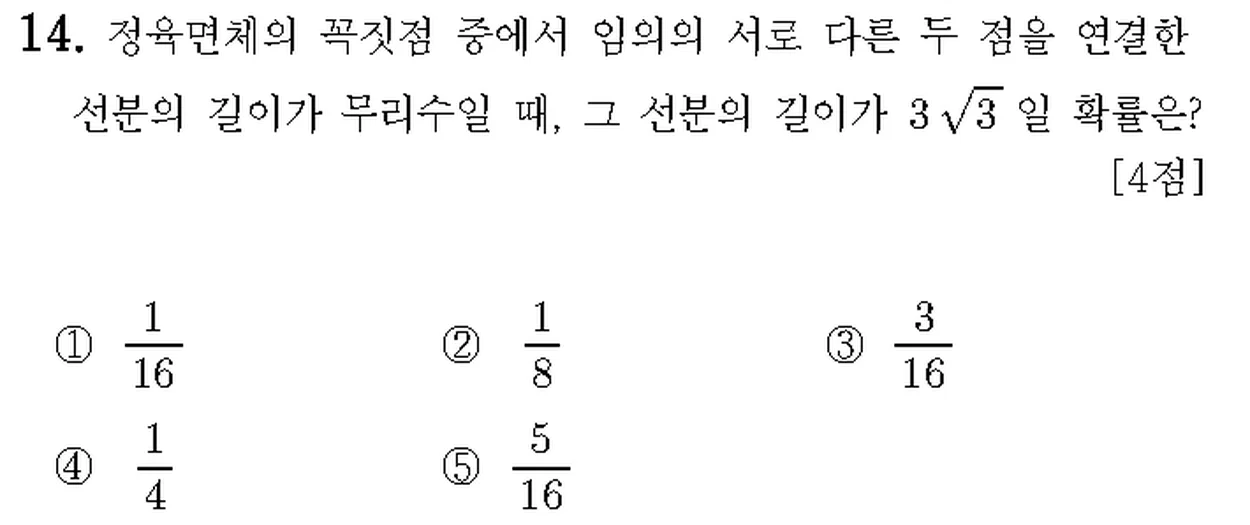 14. 정육면체의 꼭짓점 중에서 임의의 서로 다른 두 점을 연결한
선분의 길이가 무리수일 때, 그 선분의 길이가 3√3 일 확률은?
[4점]
① 1/16 ② 1/8 ③ 3/16
④ 1/4 ⑤ 5/16